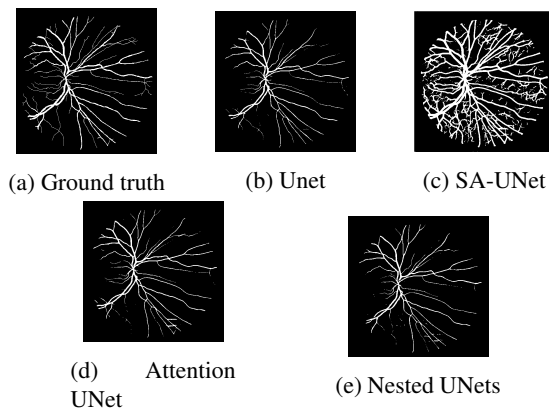 (a) Ground truth
(b) Unet
(c) SA-UNet
(d) Attention
UNet
(e) Nested UNets